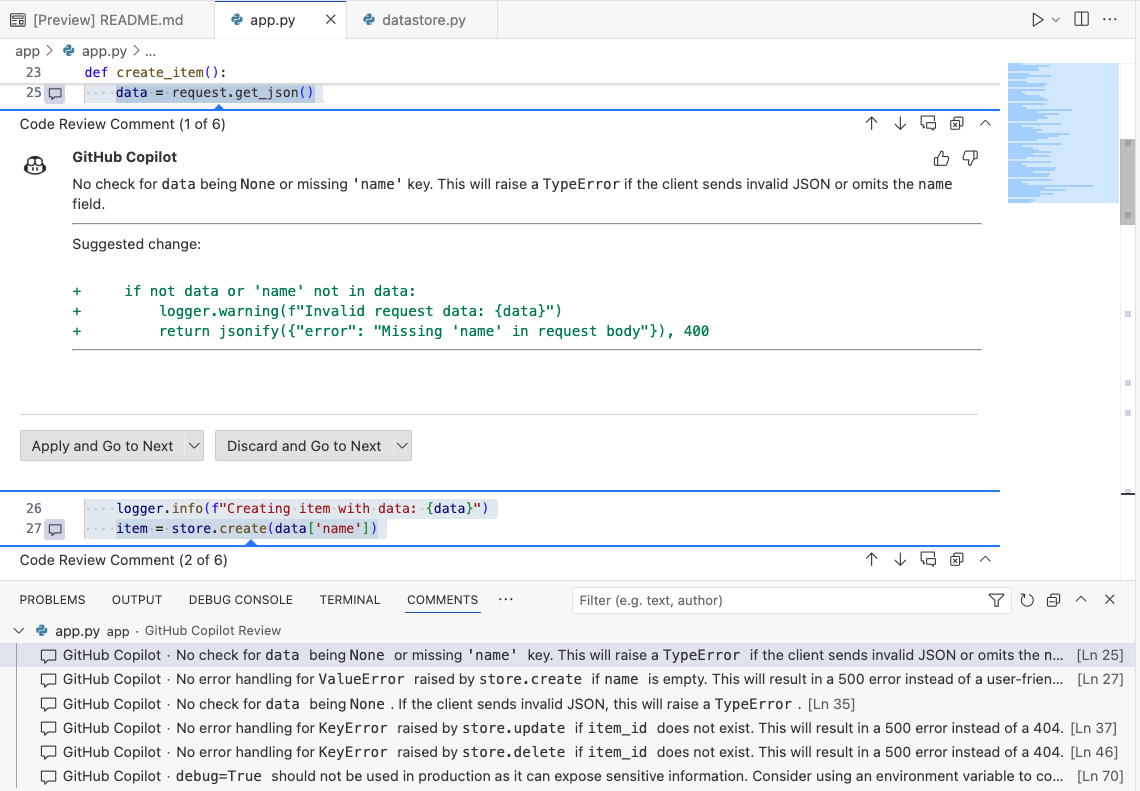 [Preview] README.md
app.py
datastore.py
app > app.py > ...
23 def create_item():
25 ····data·=·request.get_json()
Code Review Comment (1 of 6)
GitHub Copilot
No check for data being None or missing 'name' key. This will raise a TypeError if the client sends invalid JSON or omits the name
field.
Suggested change:
+     if not data or 'name' not in data:
+         logger.warning(f"Invalid request data: {data}")
+         return jsonify({"error": "Missing 'name' in request body"}), 400
Apply and Go to Next
Discard and Go to Next
26 ····logger.info(f"Creating·item·with·data:·{data}")
27 ····item·=·store.create(data['name'])
Code Review Comment (2 of 6)
PROBLEMS OUTPUT DEBUG CONSOLE TERMINAL COMMENTS ···
Filter (e.g. text, author)
app.py app · GitHub Copilot Review
GitHub Copilot · No check for data being None or missing 'name' key. This will raise a TypeError if the client sends invalid JSON or omits the n... [Ln 25]
GitHub Copilot · No error handling for ValueError raised by store.create if name is empty. This will result in a 500 error instead of a user-frien... [Ln 27]
GitHub Copilot · No check for data being None . If the client sends invalid JSON, this will raise a TypeError . [Ln 35]
GitHub Copilot · No error handling for KeyError raised by store.update if item_id does not exist. This will result in a 500 error instead of a 404. [Ln 37]
GitHub Copilot · No error handling for KeyError raised by store.delete if item_id does not exist. This will result in a 500 error instead of a 404. [Ln 46]
GitHub Copilot · debug=True should not be used in production as it can expose sensitive information. Consider using an environment variable to co... [Ln 70]